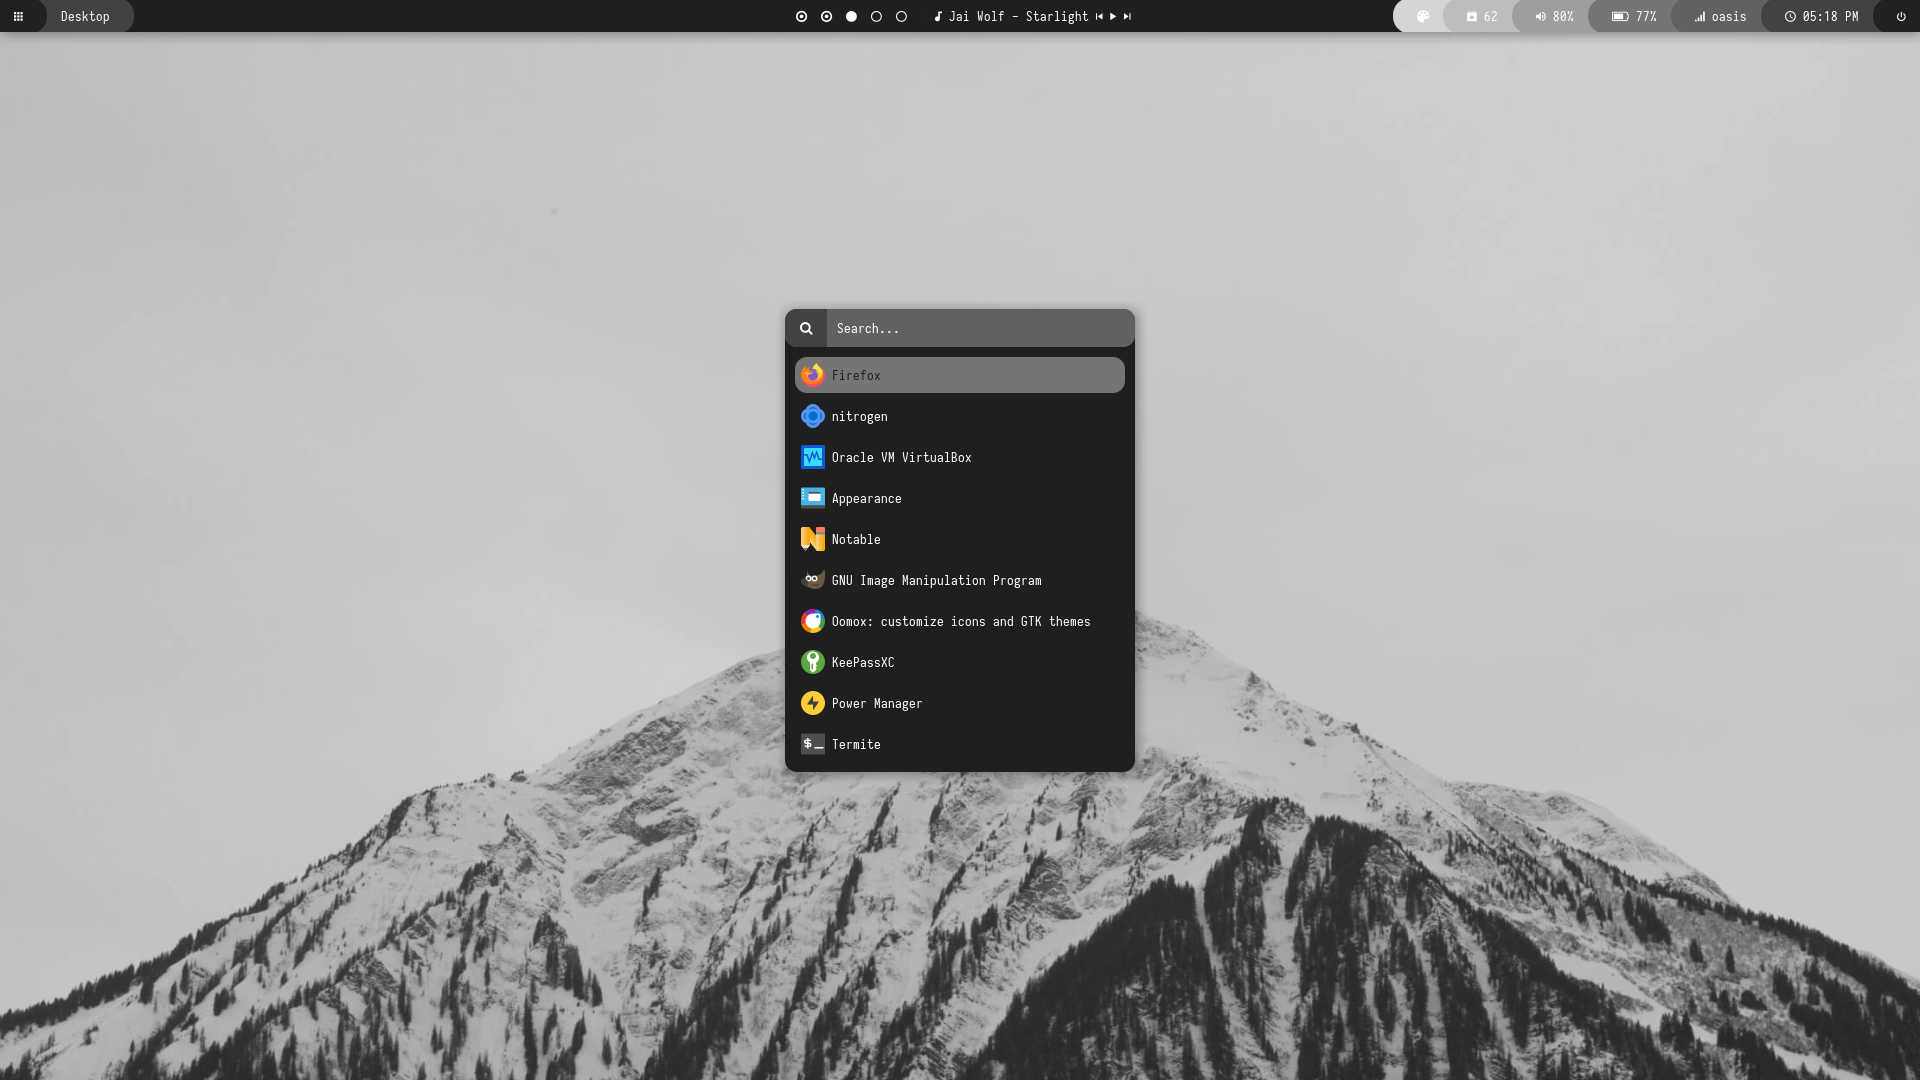 Desktop
Jai Wolf - Starlight
62
80%
77%
oasis
05:18 PM
Search...
Firefox
nitrogen
Oracle VM VirtualBox
Appearance
Notable
GNU Image Manipulation Program
Oomox: customize icons and GTK themes
KeePassXC
Power Manager
Termite